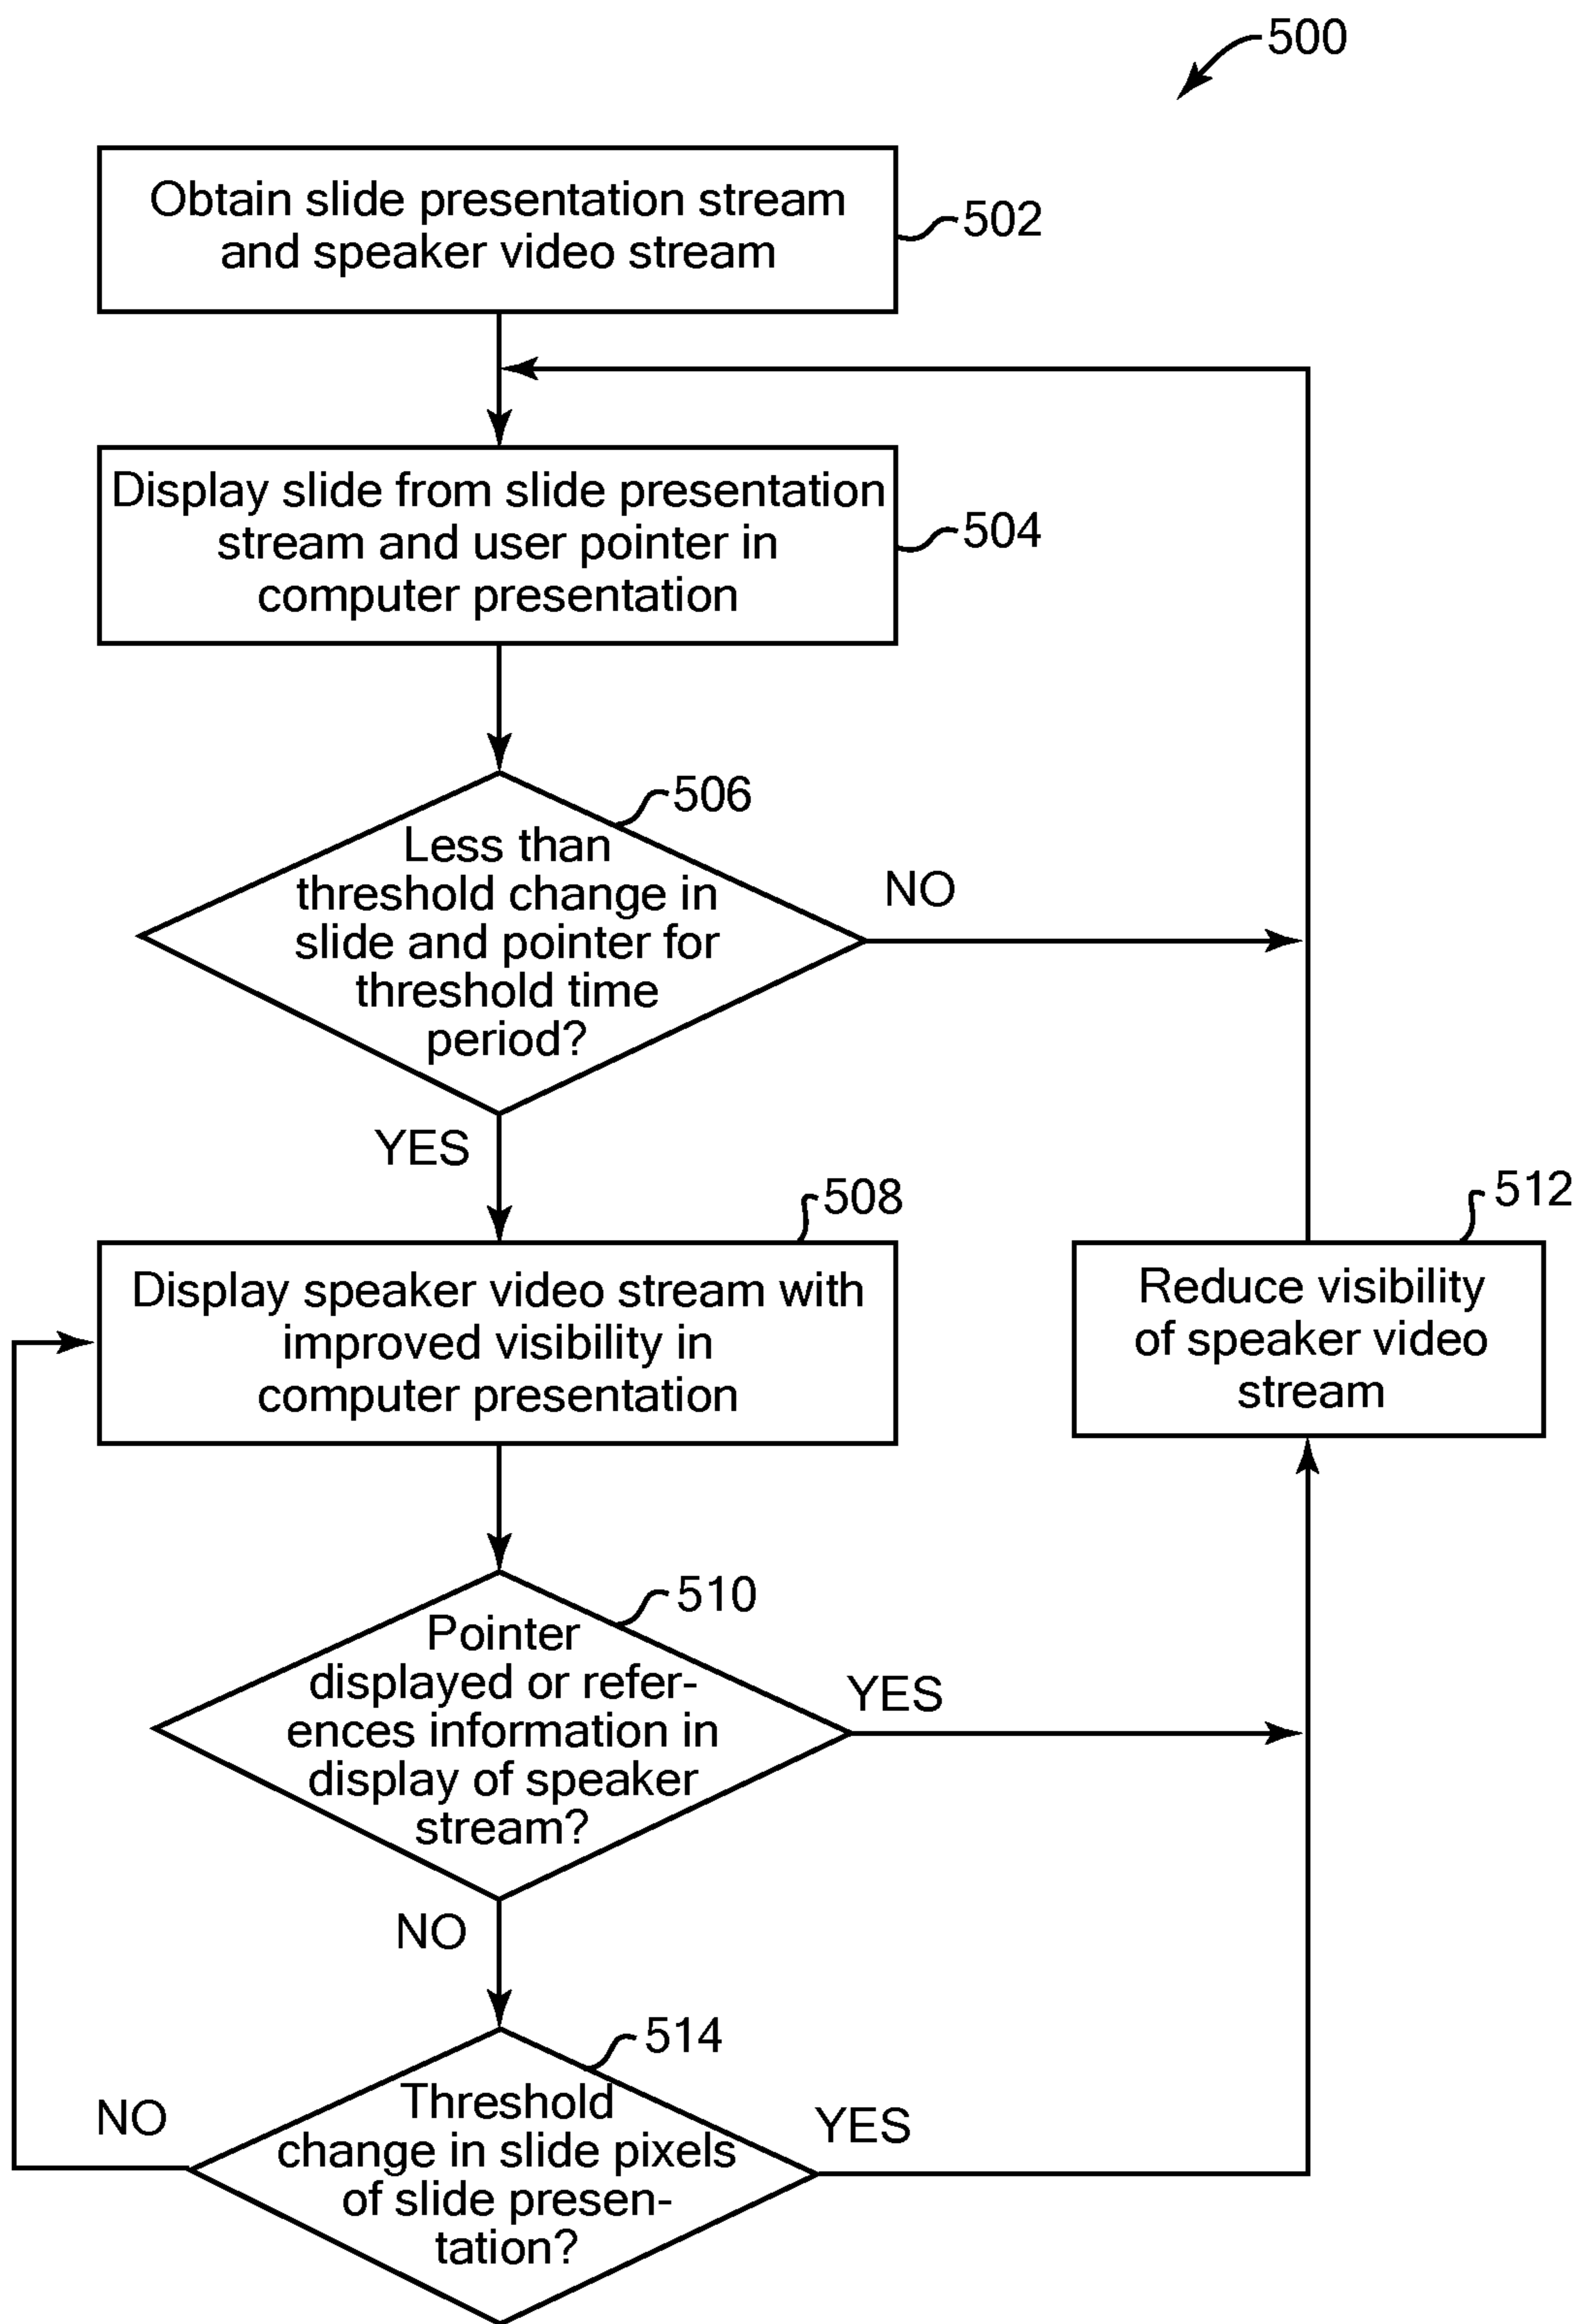 500
Obtain slide presentation stream
and speaker video stream
502
Display slide from slide presentation
stream and user pointer in
computer presentation
504
506
Less than
threshold change in
slide and pointer for
threshold time
period?
NO
YES
508
Display speaker video stream with
improved visibility in
computer presentation
512
Reduce visibility
of speaker video
stream
510
Pointer
displayed or refer-
ences information in
display of speaker
stream?
YES
NO
514
Threshold
change in slide pixels
of slide presen-
tation?
NO
YES